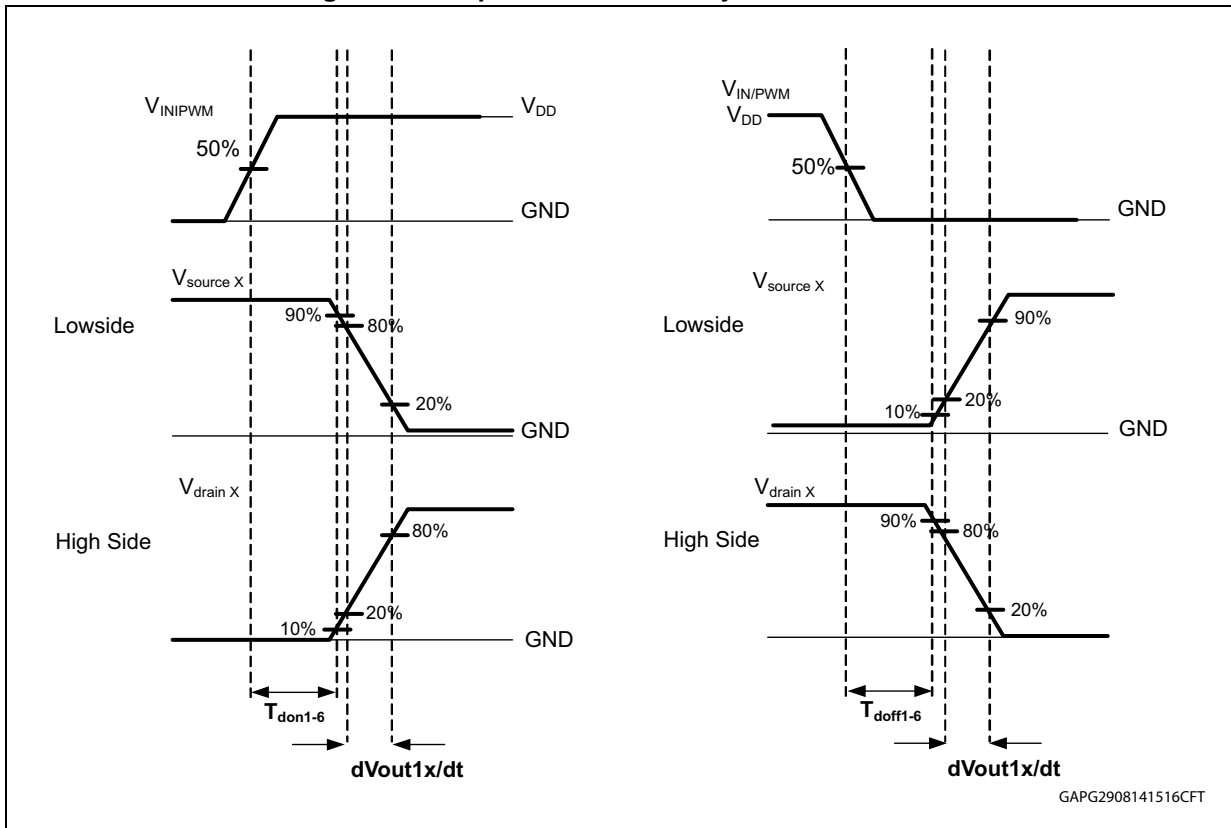 V_INIPWM
V_DD
50%
GND
Lowside
V_source X
90%
80%
20%
GND
High Side
V_drain X
80%
20%
10%
GND
T_don1-6
dVout1x/dt
V_IN/PWM
V_DD
50%
GND
Lowside
V_source X
90%
20%
10%
GND
High Side
V_drain X
90%
80%
20%
T_doff1-6
dVout1x/dt
GAPG2908141516CFT